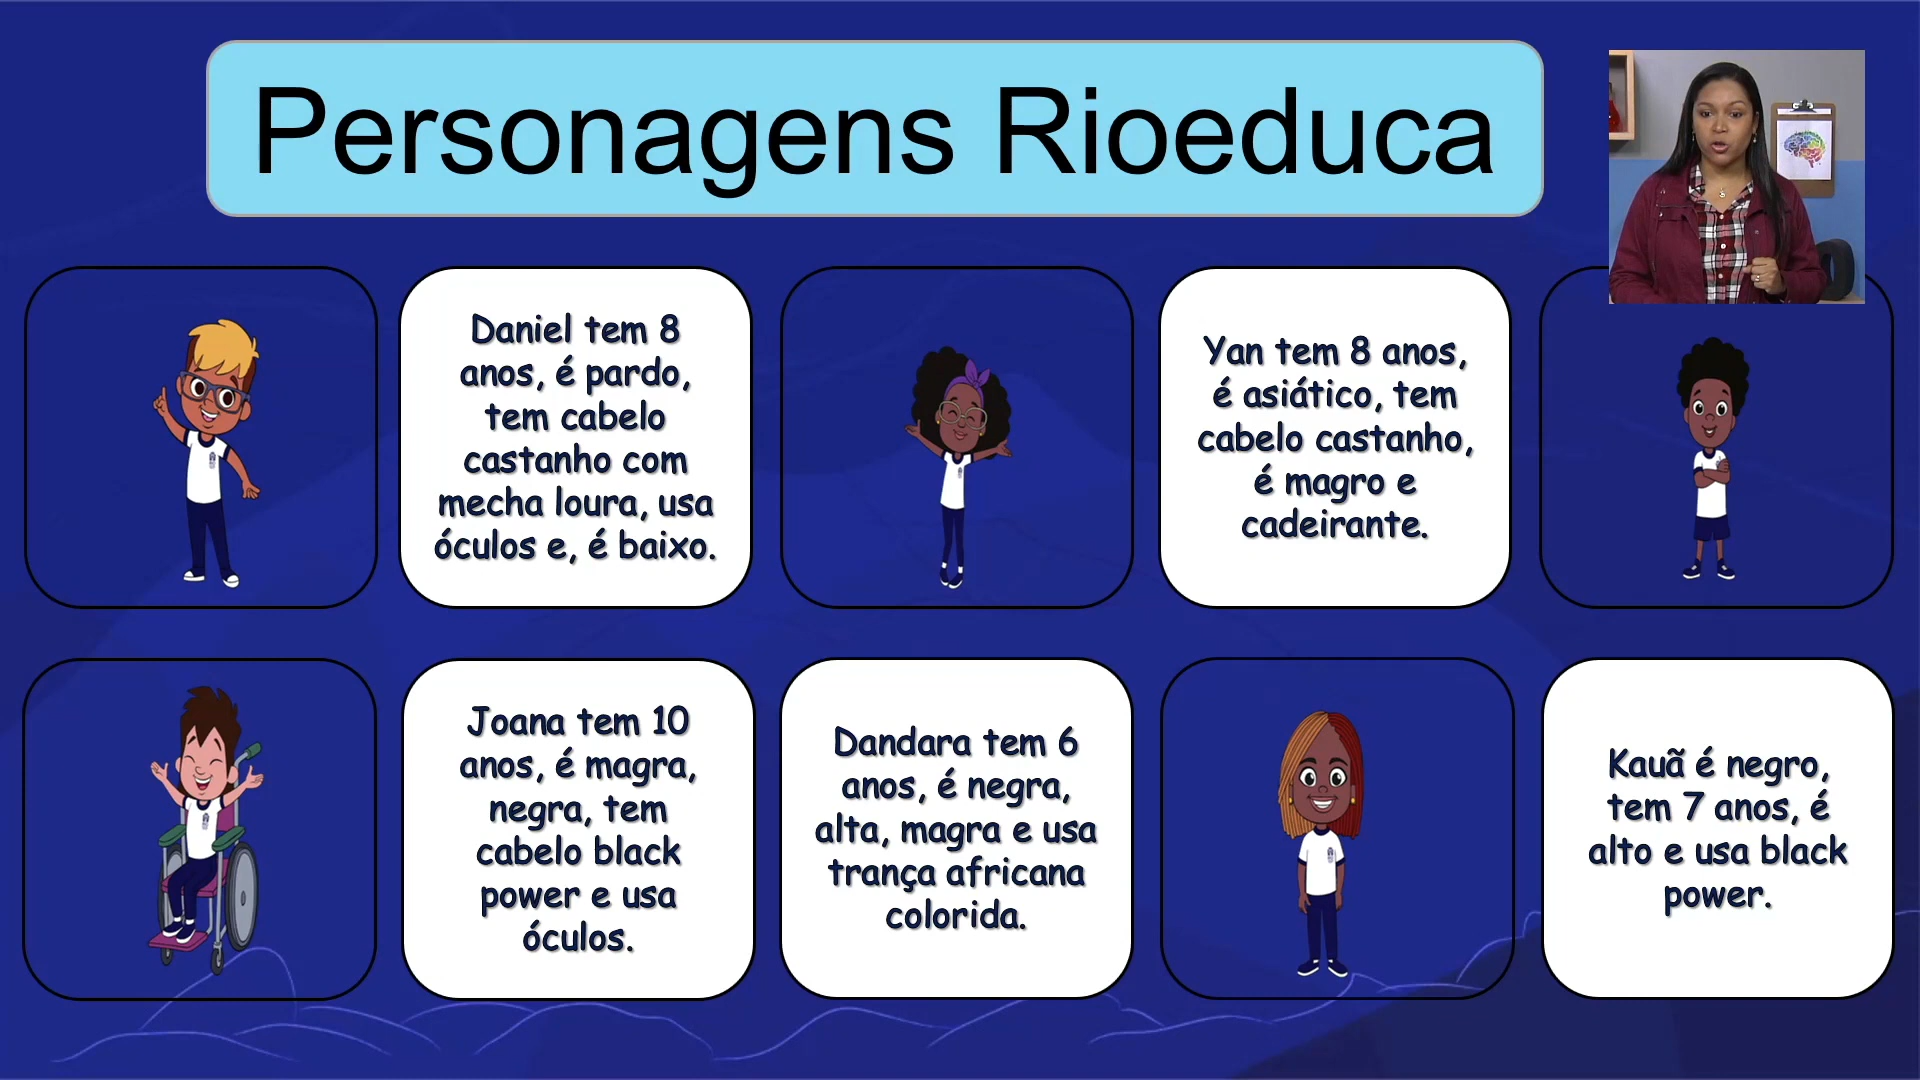 Personagens Rioeduca
Daniel tem 8
anos, é pardo,
tem cabelo
castanho com
mecha loura, usa
óculos e, é baixo.
Yan tem 8 anos,
é asiático, tem
cabelo castanho,
é magro e
cadeirante.
Joana tem 10
anos, é magra,
negra, tem
cabelo black
power e usa
óculos.
Dandara tem 6
anos, é negra,
alta, magra e usa
trança africana
colorida.
Kauã é negro,
tem 7 anos, é
alto e usa black
power.